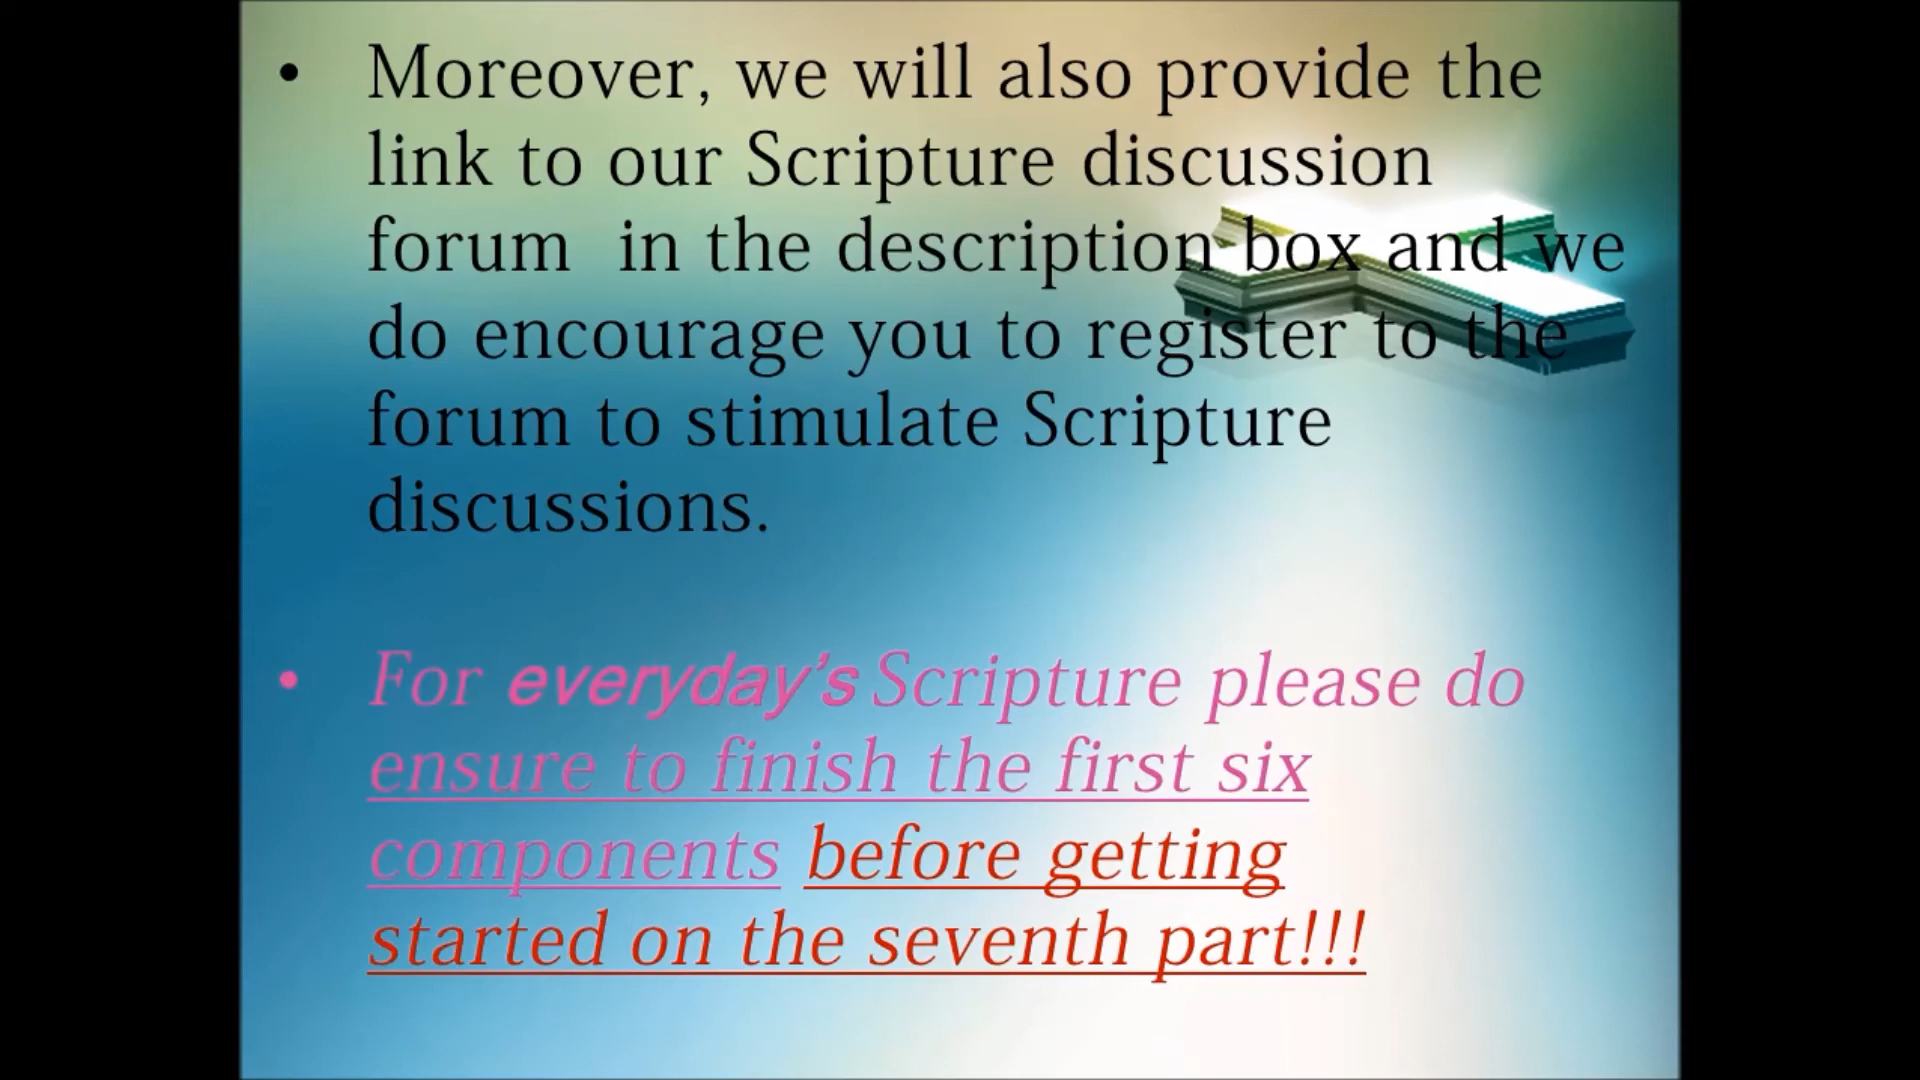 • Moreover, we will also provide the
link to our Scripture discussion
forum  in the description box and we
do encourage you to register to the
forum to stimulate Scripture
discussions.
• For everyday’s Scripture please do
ensure to finish the first six
components before getting
started on the seventh part!!!